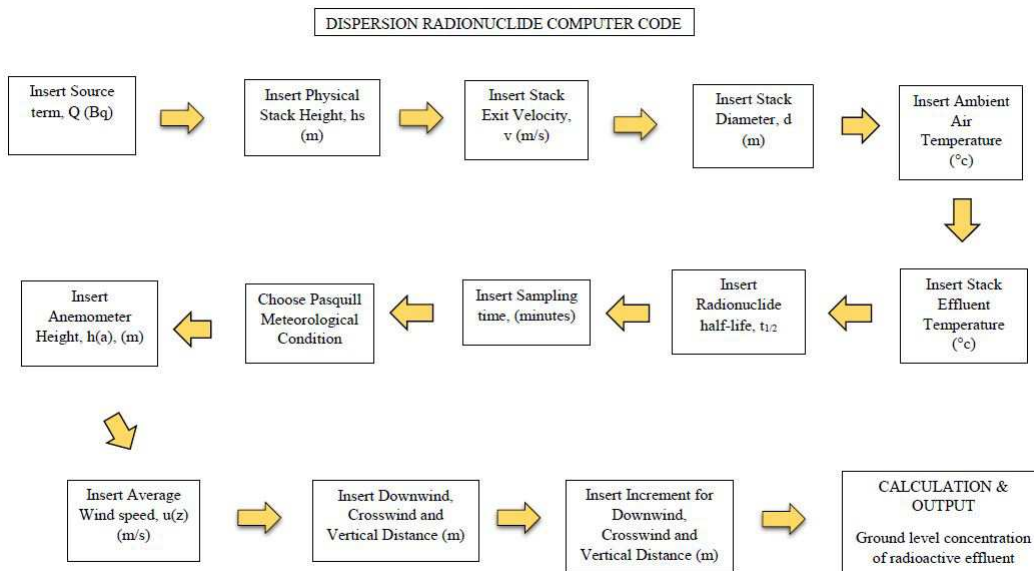 DISPERSION RADIONUCLIDE COMPUTER CODE
Insert Source
term, Q (Bq)
Insert Physical
Stack Height, hs
(m)
Insert Stack
Exit Velocity,
v (m/s)
Insert Stack
Diameter, d
(m)
Insert Ambient
Air
Temperature
(°c)
Insert Stack
Effluent
Temperature
(°c)
Insert
Radionuclide
half-life, t1/2
Insert Sampling
time, (minutes)
Choose Pasquill
Meteorological
Condition
Insert
Anemometer
Height, h(a), (m)
Insert Average
Wind speed, u(z)
(m/s)
Insert Downwind,
Crosswind and
Vertical Distance (m)
Insert Increment for
Downwind,
Crosswind and
Vertical Distance (m)
CALCULATION &
OUTPUT
Ground level concentration
of radioactive effluent